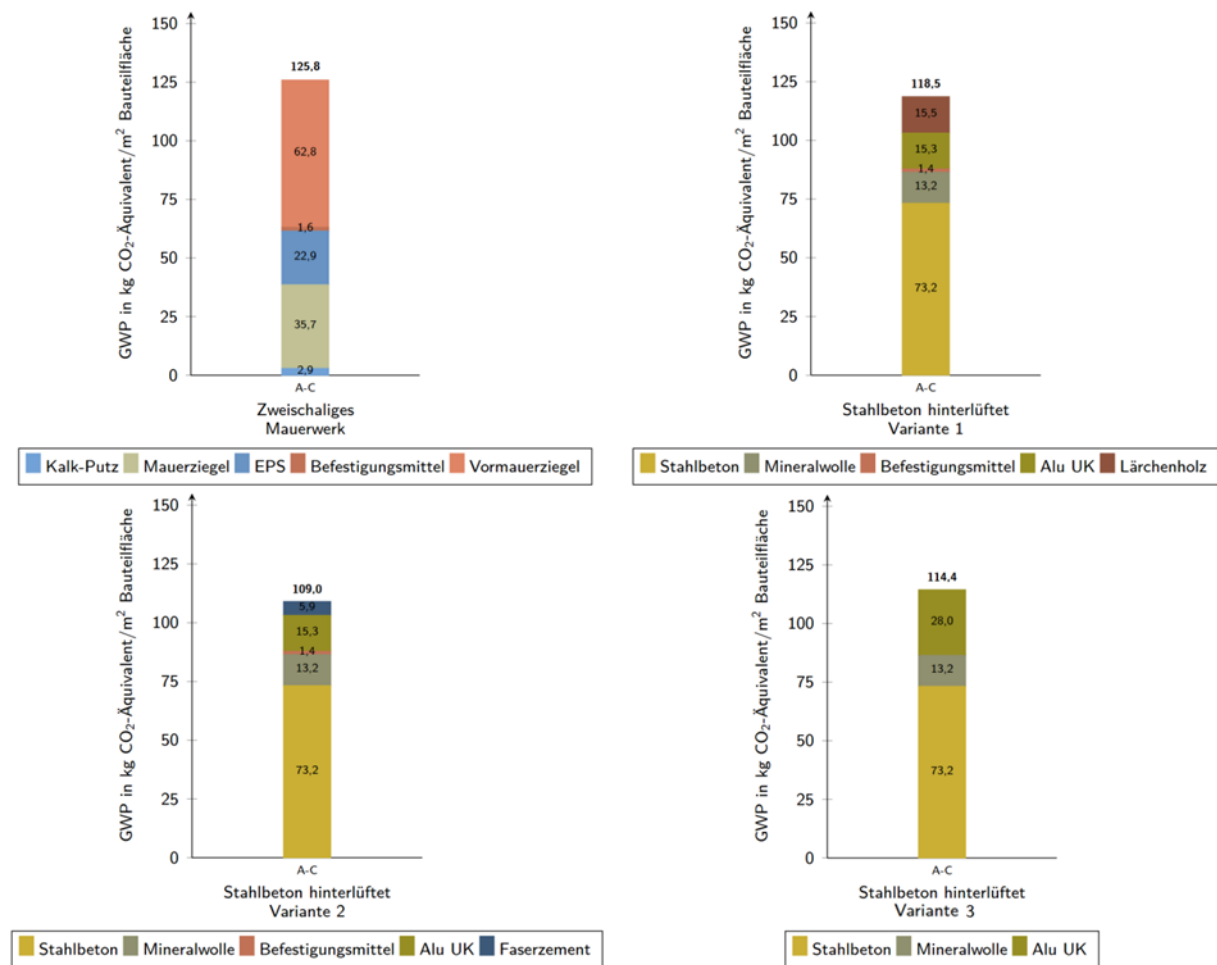 GWP in kg CO₂-Äquivalent/m² Bauteilfläche
150
125
100
75
50
25
0
125,8
62,8
1,6
22,9
35,7
2,9
A-C
Zweischaliges
Mauerwerk
Kalk-Putz Mauerziegel EPS Befestigungsmittel Vormauerziegel
GWP in kg CO₂-Äquivalent/m² Bauteilfläche
150
125
100
75
50
25
0
118,5
15,5
15,3
1,4
13,2
73,2
A-C
Stahlbeton hinterlüftet
Variante 1
Stahlbeton Mineralwolle Befestigungsmittel Alu UK Lärchenholz
GWP in kg CO₂-Äquivalent/m² Bauteilfläche
150
125
100
75
50
25
0
109,0
5,9
15,3
1,4
13,2
73,2
A-C
Stahlbeton hinterlüftet
Variante 2
Stahlbeton Mineralwolle Befestigungsmittel Alu UK Faserzement
GWP in kg CO₂-Äquivalent/m² Bauteilfläche
150
125
100
75
50
25
0
114,4
28,0
13,2
73,2
A-C
Stahlbeton hinterlüftet
Variante 3
Stahlbeton Mineralwolle Alu UK